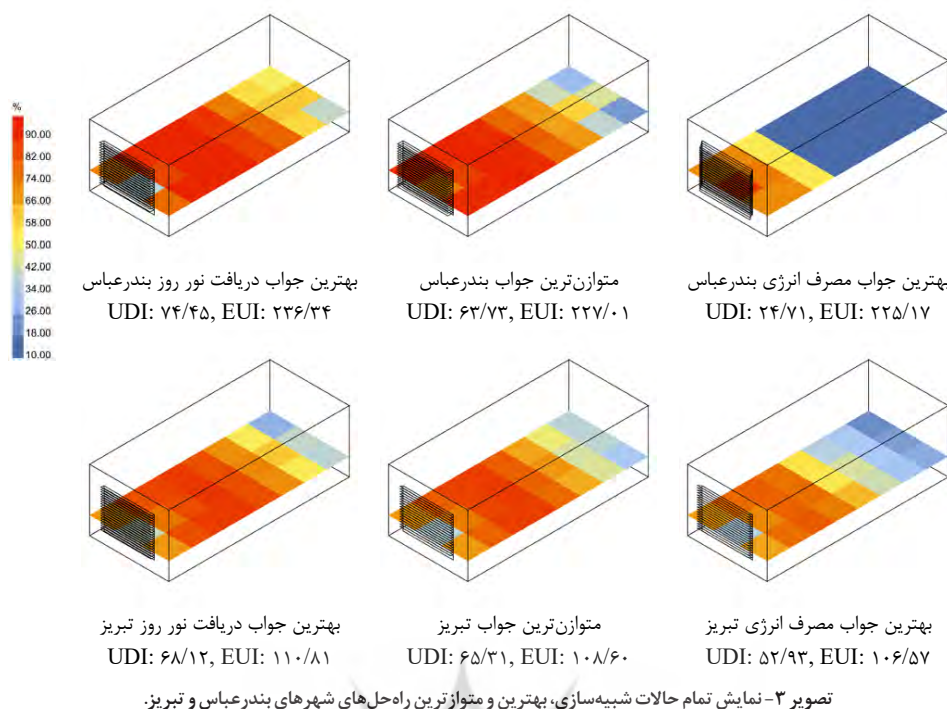 %
90.00
82.00
74.00
66.00
58.00
50.00
42.00
34.00
26.00
18.00
10.00
بهترین جواب مصرف انرژی بندرعباس
UDI: ۲۴/۷۱, EUI: ۲۲۵/۱۷
متوازن‌ترین جواب بندرعباس
UDI: ۶۳/۷۳, EUI: ۲۲۷/۰۱
بهترین جواب دریافت نور روز بندرعباس
UDI: ۷۴/۴۵, EUI: ۲۳۶/۳۴
بهترین جواب مصرف انرژی تبریز
UDI: ۵۲/۹۳, EUI: ۱۰۶/۵۷
متوازن‌ترین جواب تبریز
UDI: ۶۵/۳۱, EUI: ۱۰۸/۶۰
بهترین جواب دریافت نور روز تبریز
UDI: ۶۸/۱۲, EUI: ۱۱۰/۸۱
تصویر ۳- نمایش تمام حالات شبیه‌سازی، بهترین و متوازترین راه‌حل‌های شهرهای بندرعباس و تبریز.